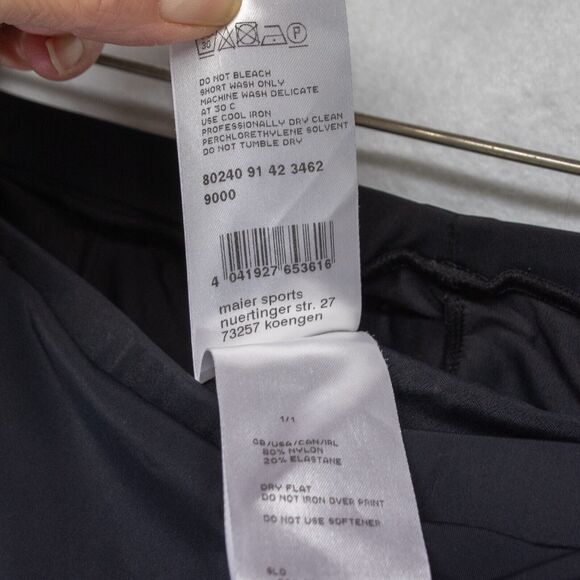 30 P
DO NOT BLEACH
SHORT WASH ONLY
MACHINE WASH DELICATE
AT 30 C
USE COOL IRON
PROFESSIONALLY DRY CLEAN
PERCHLORETHYLENE SOLVENT
DO NOT TUMBLE DRY
80240 91 42 3462
9000
4 041927 653616
maier sports
nuertinger str. 27
73257 koengen
1/1
GB/USA/CAN/IRL
80% NYLON
20% ELASTANE
DRY FLAT
DO NOT IRON OVER PRINT
DO NOT USE SOFTENER
SLO